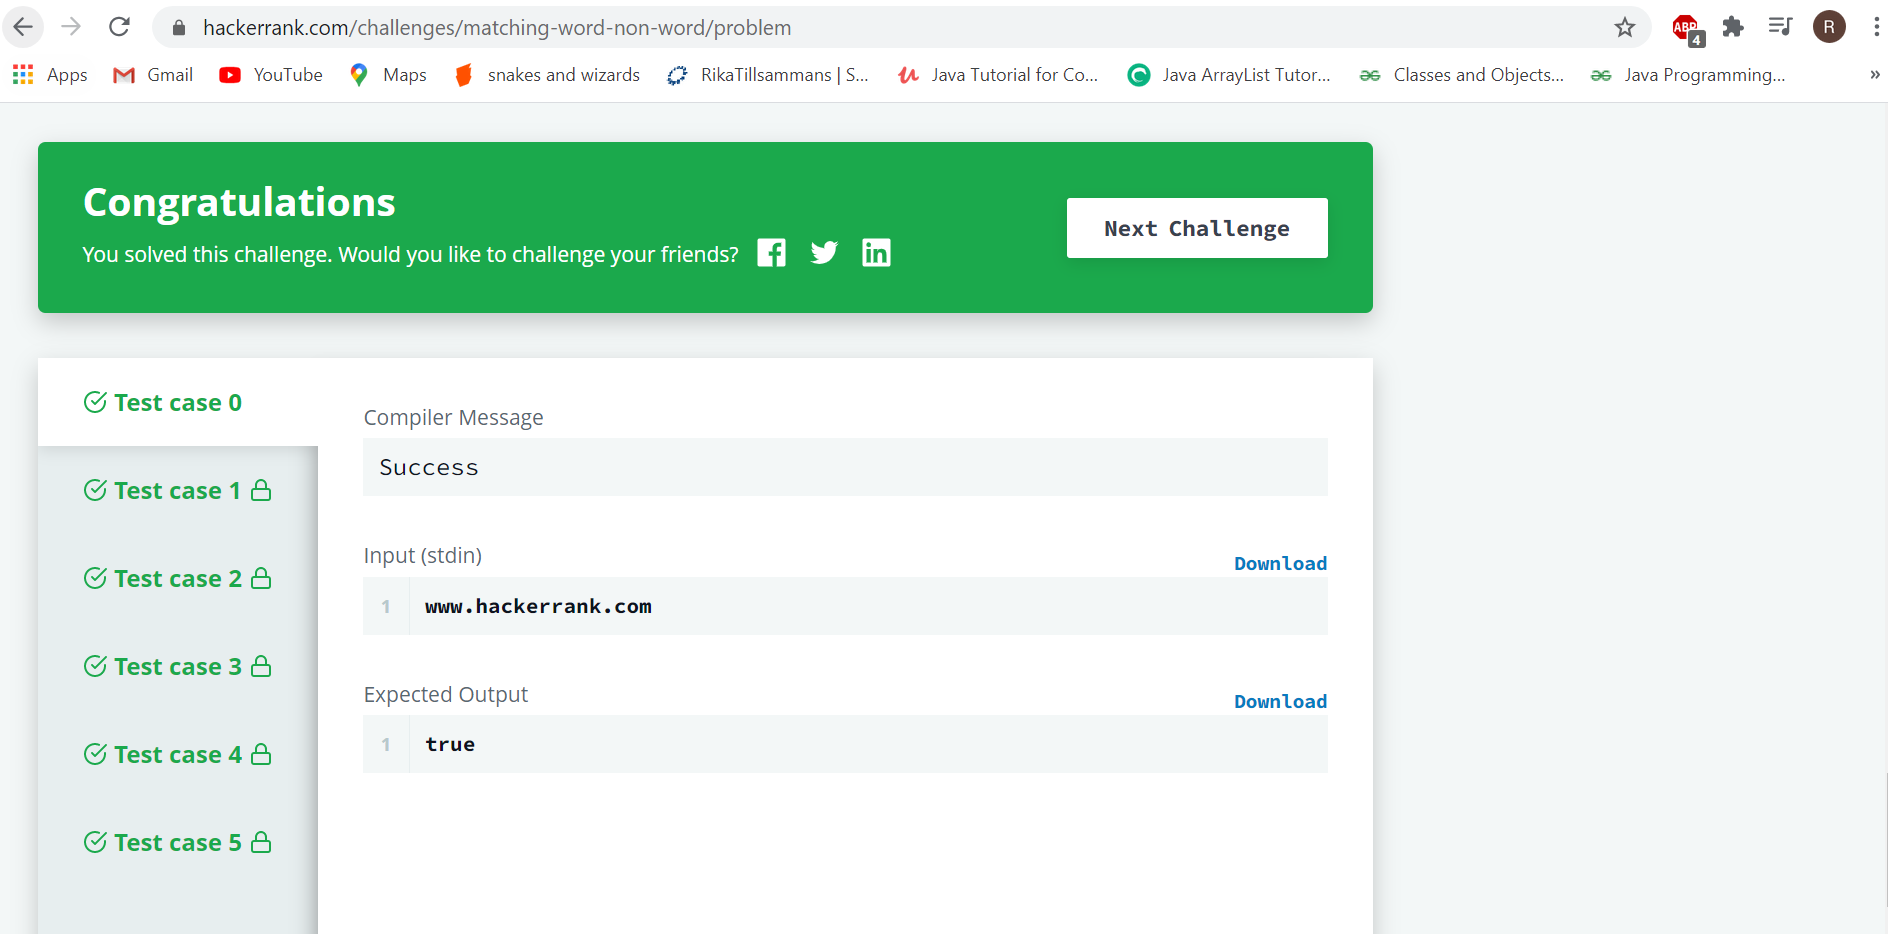 hackerrank.com/challenges/matching-word-non-word/problem
ABP
4
R
Apps
Gmail
YouTube
Maps
snakes and wizards
RikaTillsammans | S...
Java Tutorial for Co...
Java ArrayList Tutor...
Classes and Objects...
Java Programming...
»
Congratulations
You solved this challenge. Would you like to challenge your friends?
Next Challenge
Test case 0
Test case 1
Test case 2
Test case 3
Test case 4
Test case 5
Compiler Message
Success
Input (stdin)
Download
1 www.hackerrank.com
Expected Output
Download
1 true